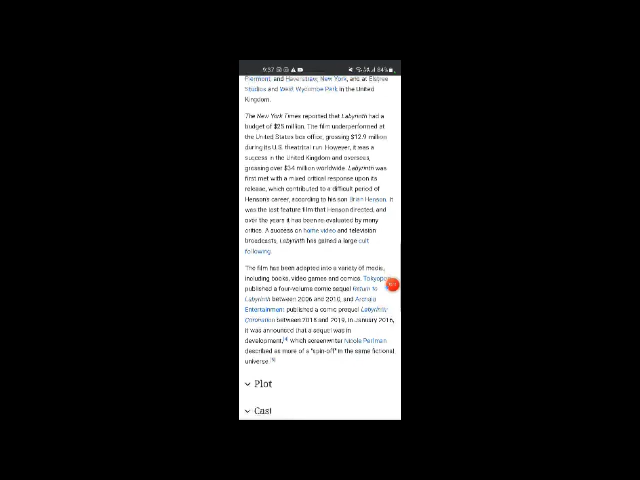 9:37
84%
Piermont, and Haverstraw, New York, and at Elstree
Studios and West Wycombe Park in the United
Kingdom.
The New York Times reported that Labyrinth had a
budget of $25 million. The film underperformed at
the United States box office, grossing $12.9 million
during its U.S. theatrical run. However, it was a
success in the United Kingdom and overseas,
grossing over $34 million worldwide. Labyrinth was
first met with a mixed critical response upon its
release, which contributed to a difficult period of
Henson's career, according to his son Brian Henson. It
was the last feature film that Henson directed, and
over the years it has been re-evaluated by many
critics. A success on home video and television
broadcasts, Labyrinth has gained a large cult
following.
The film has been adapted into a variety of media,
including books, video games and comics. Tokyopop
published a four-volume comic sequel Return to
Labyrinth between 2006 and 2010, and Archaia
Entertainment published a comic prequel Labyrinth:
Coronation between 2018 and 2019. In January 2016,
it was announced that a sequel was in
development,[4] which screenwriter Nicole Perlman
described as more of a "spin-off" in the same fictional
universe.[5]
Plot
Cast